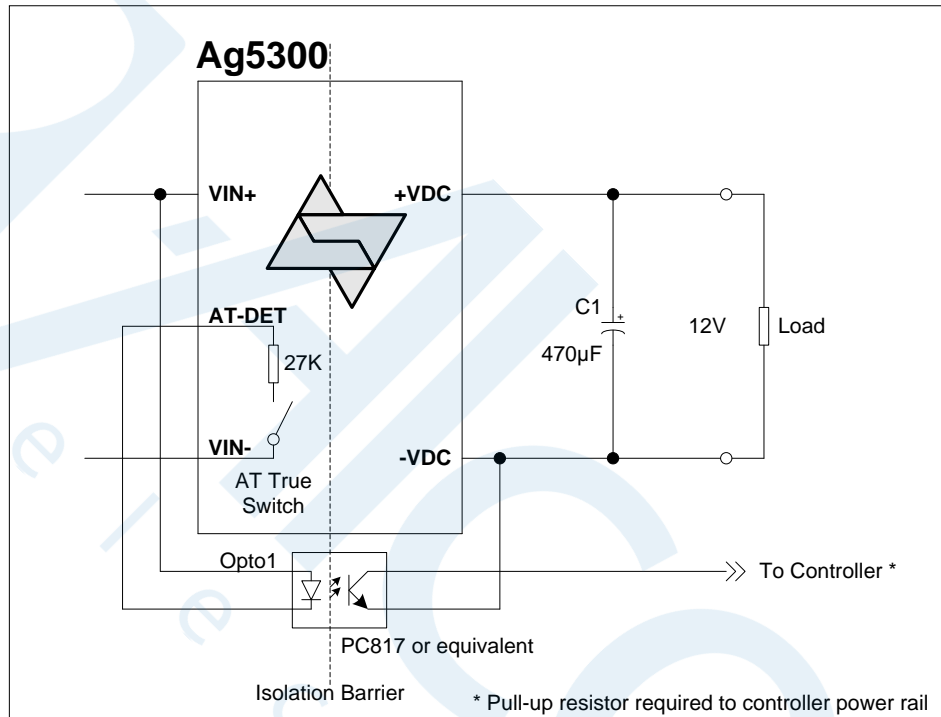 Ag5300
VIN+
+VDC
AT-DET
27K
C1
+
470µF
12V
Load
VIN-
-VDC
AT True
Switch
Opto1
To Controller *
PC817 or equivalent
Isolation Barrier
* Pull-up resistor required to controller power rail